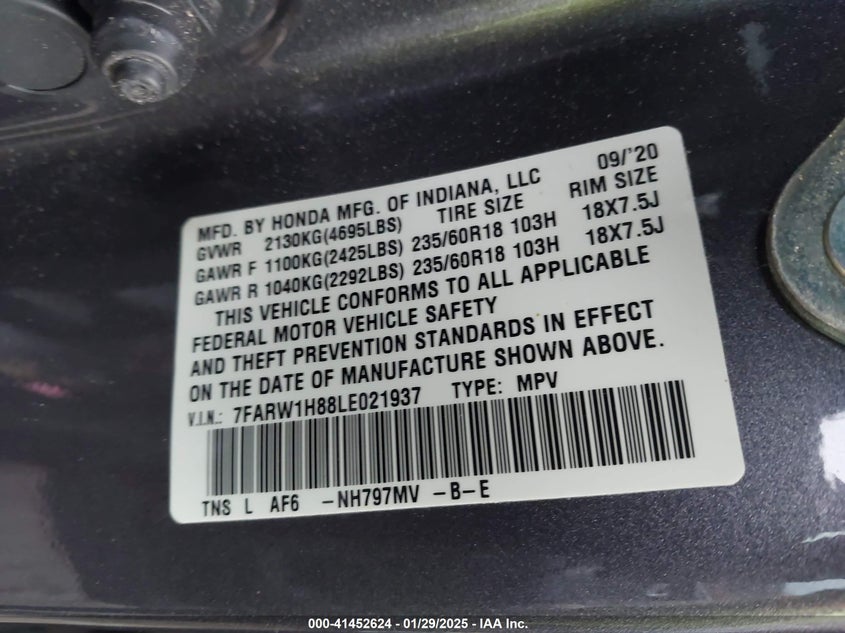 MFD. BY HONDA MFG. OF INDIANA, LLC 09/'20
GVWR 2130KG(4695LBS) TIRE SIZE RIM SIZE
GAWR F 1100KG(2425LBS) 235/60R18 103H 18X7.5J
GAWR R 1040KG(2292LBS) 235/60R18 103H 18X7.5J
THIS VEHICLE CONFORMS TO ALL APPLICABLE
FEDERAL MOTOR VEHICLE SAFETY
AND THEFT PREVENTION STANDARDS IN EFFECT
ON THE DATE OF MANUFACTURE SHOWN ABOVE.
V.I.N.: 7FARW1H88LE021937 TYPE: MPV
TNS L AF6 -NH797MV -B-E
000-41452624 | 01/29/2025 - IAA Inc.